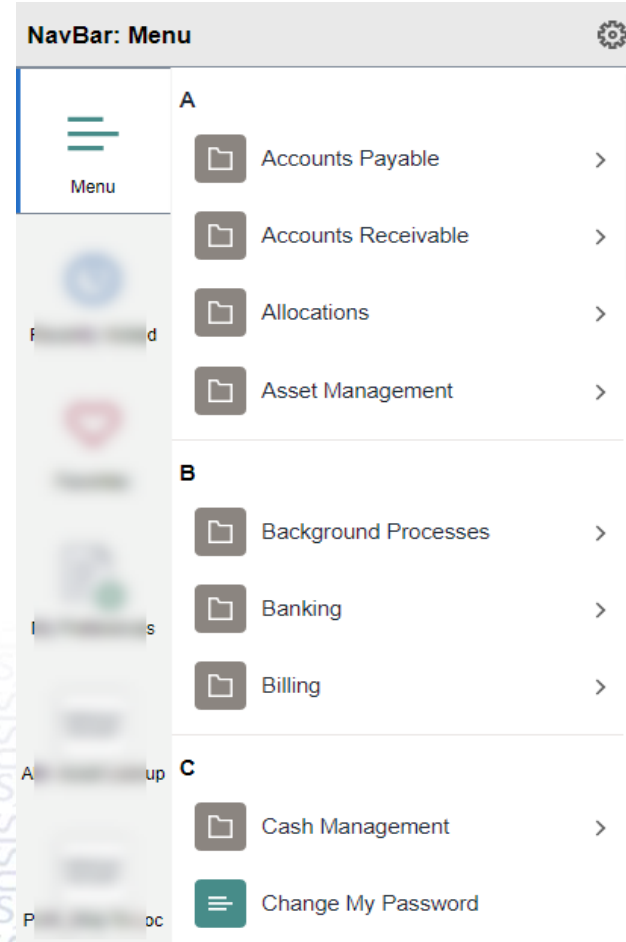 NavBar: Menu
Menu
A
Accounts Payable
Accounts Receivable
Allocations
Asset Management
B
Background Processes
Banking
Billing
C
Cash Management
Change My Password